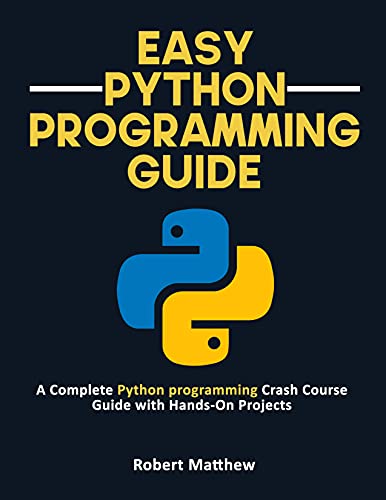 EASY
PYTHON
PROGRAMMING
GUIDE
A Complete Python programming Crash Course
Guide with Hands-On Projects
Robert Matthew